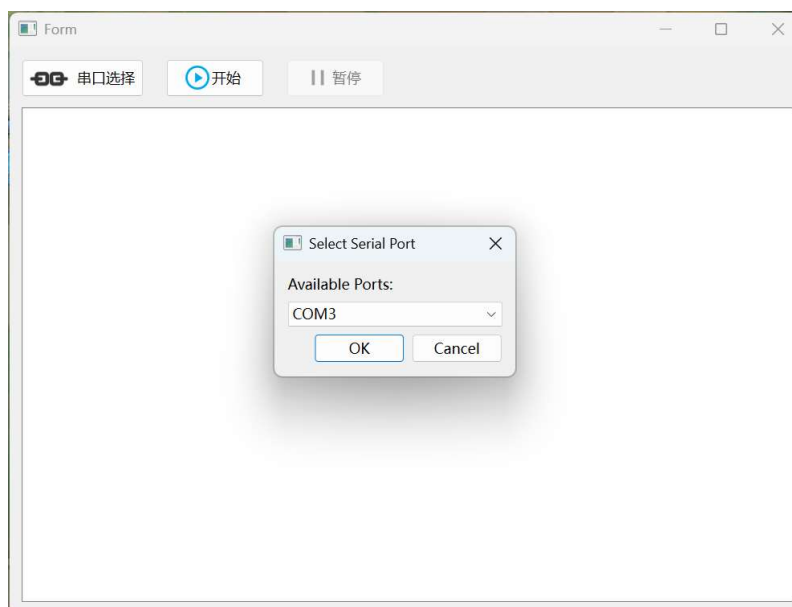 Form
串口选择 开始 暂停
Select Serial Port
Available Ports:
COM3
OK Cancel